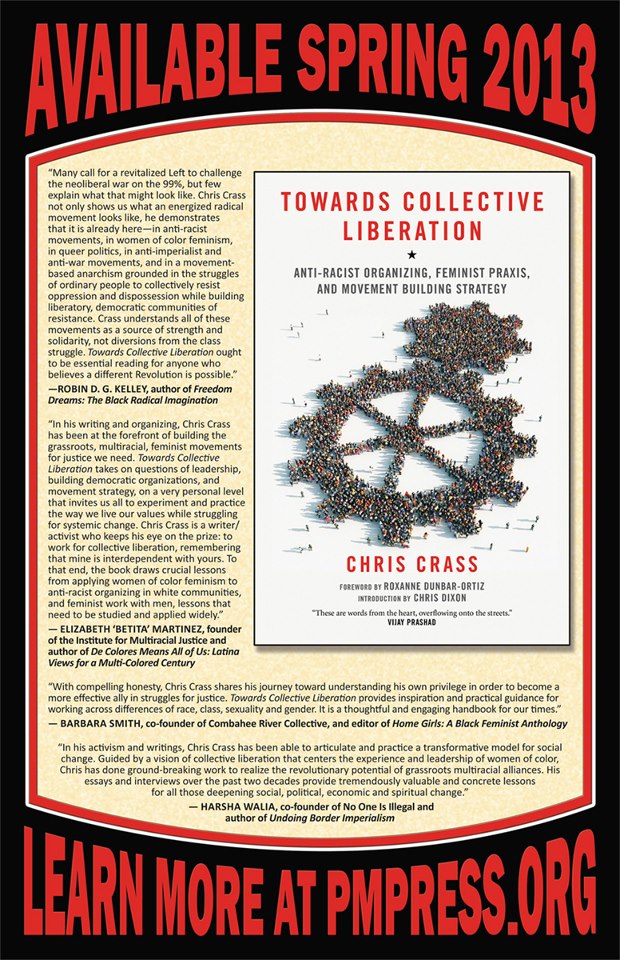 AVAILABLE SPRING 2013
“Many call for a revitalized Left to challenge
the neoliberal war on the 99%, but few
explain what that might look like. Chris Crass
not only shows us what an energized radical
movement looks like, he demonstrates
that it is already here—in anti-racist
movements, in women of color feminism,
in queer politics, in anti-imperialist and
anti-war movements, and in a movement-
based anarchism grounded in the struggles
of ordinary people to collectively resist
oppression and dispossession while building
liberatory, democratic communities of
resistance. Crass understands all of these
movements as a source of strength and
solidarity, not diversions from the class
struggle. Towards Collective Liberation ought
to be essential reading for anyone who
believes a different Revolution is possible.”
—ROBIN D. G. KELLEY, author of Freedom
Dreams: The Black Radical Imagination
“In his writing and organizing, Chris Crass
has been at the forefront of building the
grassroots, multiracial, feminist movements
for justice we need. Towards Collective
Liberation takes on questions of leadership,
building democratic organizations, and
movement strategy, on a very personal level
that invites us all to experiment and practice
the way we live our values while struggling
for systemic change. Chris Crass is a writer/
activist who keeps his eye on the prize: to
work for collective liberation, remembering
that mine is interdependent with yours. To
that end, the book draws crucial lessons
from applying women of color feminism to
anti-racist organizing in white communities,
and feminist work with men, lessons that
need to be studied and applied widely.”
— ELIZABETH ‘BETITA’ MARTINEZ, founder
of the Institute for Multiracial Justice and
author of De Colores Means All of Us: Latina
Views for a Multi-Colored Century
TOWARDS COLLECTIVE
LIBERATION
★
ANTI-RACIST ORGANIZING, FEMINIST PRAXIS,
AND MOVEMENT BUILDING STRATEGY
CHRIS CRASS
FOREWORD BY ROXANNE DUNBAR-ORTIZ
INTRODUCTION BY CHRIS DIXON
"These are words from the heart, overflowing onto the streets."
VIJAY PRASHAD
“With compelling honesty, Chris Crass shares his journey toward understanding his own privilege in order to become a
more effective ally in struggles for justice. Towards Collective Liberation provides inspiration and practical guidance for
working across differences of race, class, sexuality and gender. It is a thoughtful and engaging handbook for our times.”
— BARBARA SMITH, co-founder of Combahee River Collective, and editor of Home Girls: A Black Feminist Anthology
“In his activism and writings, Chris Crass has been able to articulate and practice a transformative model for social
change. Guided by a vision of collective liberation that centers the experience and leadership of women of color,
Chris has done ground-breaking work to realize the revolutionary potential of grassroots multiracial alliances. His
essays and interviews over the past two decades provide tremendously valuable and concrete lessons
for all those deepening social, political, economic and spiritual change.”
— HARSHA WALIA, co-founder of No One Is Illegal and
author of Undoing Border Imperialism
LEARN MORE AT PMPRESS.ORG